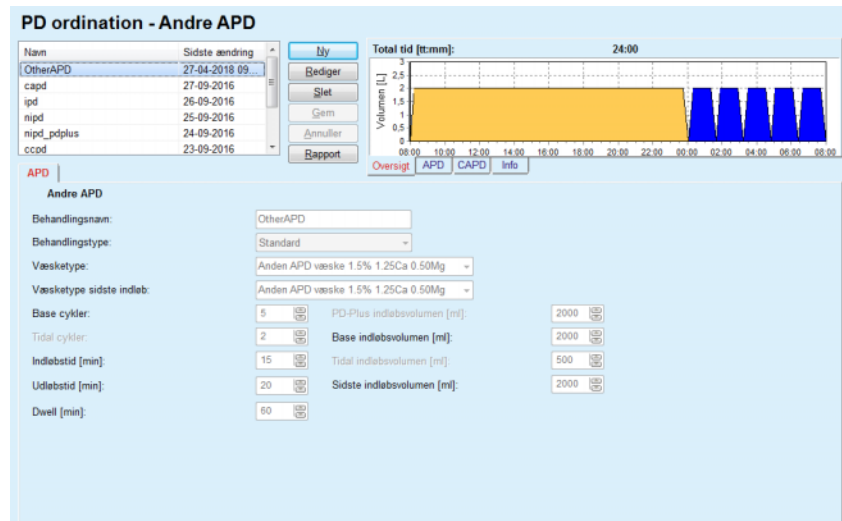 PD ordination - Andre APD
Navn Sidste ændring
OtherAPD 27-04-2018 09...
capd 27-09-2016
ipd 26-09-2016
nipd 25-09-2016
nipd_pdplus 24-09-2016
ccpd 23-09-2016
Ny
Rediger
Slet
Gem
Annuller
Rapport
Total tid [tt:mm]: 24:00
Volumen [L]
3
2,5
2
1,5
1
0,5
0
08:00 10:00 12:00 14:00 16:00 18:00 20:00 22:00 00:00 02:00 04:00 06:00 08:00
Oversigt APD CAPD Info
APD
Andre APD
Behandlingsnavn: OtherAPD
Behandlingstype: Standard
Væsketype: Anden APD væske 1.5% 1.25Ca 0.50Mg
Væsketype sidste indløb: Anden APD væske 1.5% 1.25Ca 0.50Mg
Base cykler: 5 PD-Plus indløbsvolumen [ml]: 2000
Tidal cykler: 2 Base indløbsvolumen [ml]: 2000
Indløbstid [min]: 15 Tidal indløbsvolumen [ml]: 500
Udløbstid [min]: 20 Sidste indløbsvolumen [ml]: 2000
Dwell [min]: 60